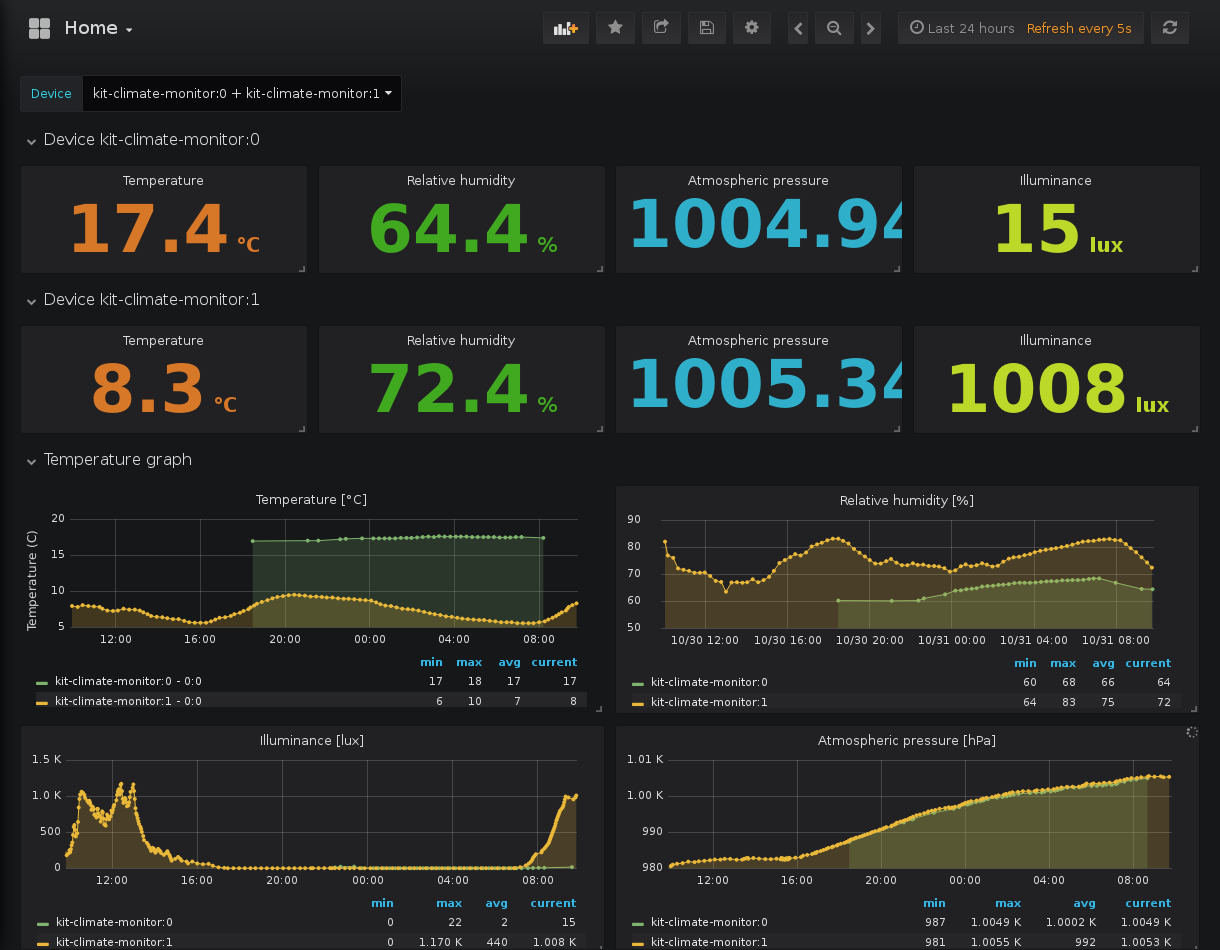 Home
Last 24 hours Refresh every 5s
Device kit-climate-monitor:0 + kit-climate-monitor:1
Device kit-climate-monitor:0
Temperature Relative humidity Atmospheric pressure Illuminance
17.4 °C 64.4 % 1004.94 15 lux
Device kit-climate-monitor:1
Temperature Relative humidity Atmospheric pressure Illuminance
8.3 °C 72.4 % 1005.34 1008 lux
Temperature graph
Temperature [°C]
Temperature (C)
20
15
10
5
12:00 16:00 20:00 00:00 04:00 08:00
min max avg current
kit-climate-monitor:0 - 0:0 17 18 17 17
kit-climate-monitor:1 - 0:0 6 10 7 8
Relative humidity [%]
90
80
70
60
50
10/30 12:00 10/30 16:00 10/30 20:00 10/31 00:00 10/31 04:00 10/31 08:00
min max avg current
kit-climate-monitor:0 60 68 66 64
kit-climate-monitor:1 64 83 75 72
Illuminance [lux]
1.5 K
1.0 K
500
0
12:00 16:00 20:00 00:00 04:00 08:00
min max avg current
kit-climate-monitor:0 0 22 2 15
kit-climate-monitor:1 0 1.170 K 440 1.008 K
Atmospheric pressure [hPa]
1.01 K
1.00 K
990
980
12:00 16:00 20:00 00:00 04:00 08:00
min max avg current
kit-climate-monitor:0 987 1.0049 K 1.0002 K 1.0049 K
kit-climate-monitor:1 981 1.0055 K 992 1.0053 K